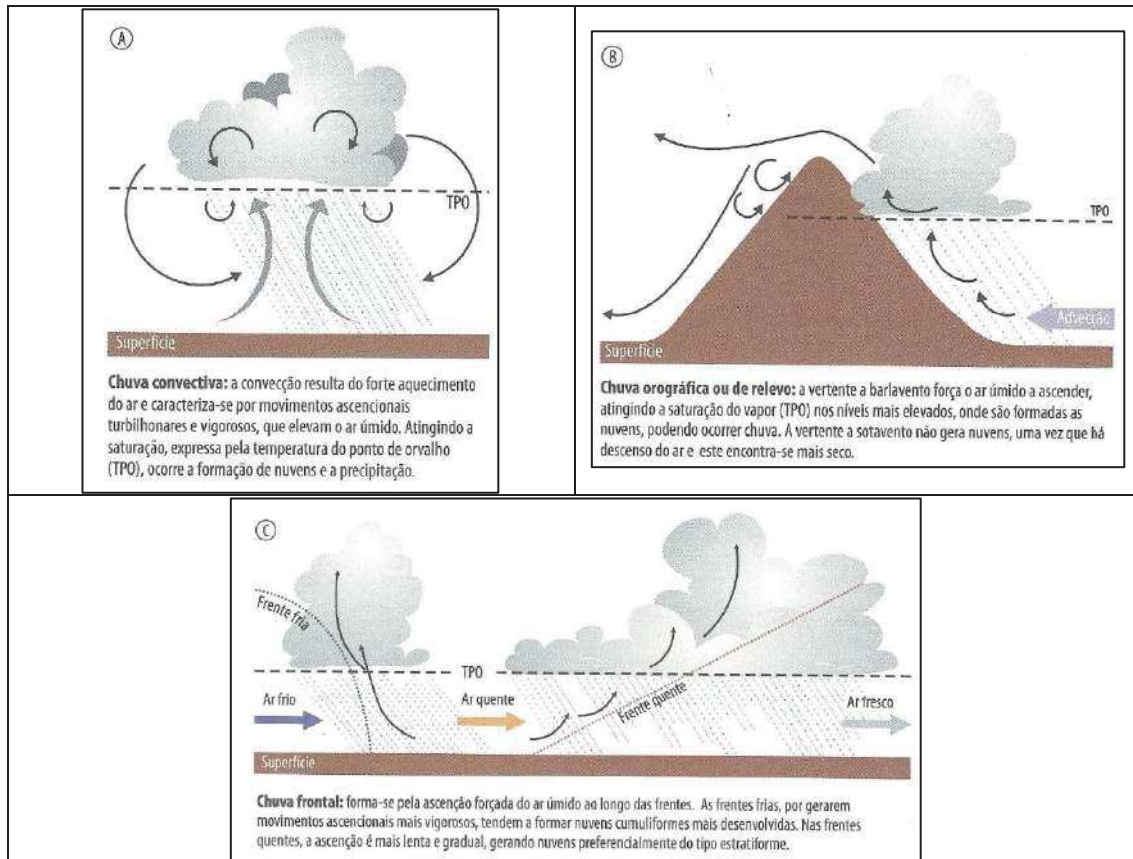 A
TPO
Superfície
Chuva convectiva: a convecção resulta do forte aquecimento
do ar e caracteriza-se por movimentos ascencionais
turbilhonares e vigorosos, que elevam o ar úmido. Atingindo a
saturação, expressa pela temperatura do ponto de orvalho
(TPO), ocorre a formação de nuvens e a precipitação.
B
TPO
Advecção
Superfície
Chuva orográfica ou de relevo: a vertente a barlavento força o ar úmido a ascender,
atingindo a saturação do vapor (TPO) nos níveis mais elevados, onde são formadas as
nuvens, podendo ocorrer chuva. A vertente a sotavento não gera nuvens, uma vez que há
descenso do ar e este encontra-se mais seco.
C
Frente fria
TPO
Ar frio
Ar quente
Frente quente
Ar fresco
Superfície
Chuva frontal: forma-se pela ascenção forçada do ar úmido ao longo das frentes. As frentes frias, por gerarem
movimentos ascencionais mais vigorosos, tendem a formar nuvens cumuliformes mais desenvolvidas. Nas frentes
quentes, a ascenção é mais lenta e gradual, gerando nuvens preferencialmente do tipo estratiforme.